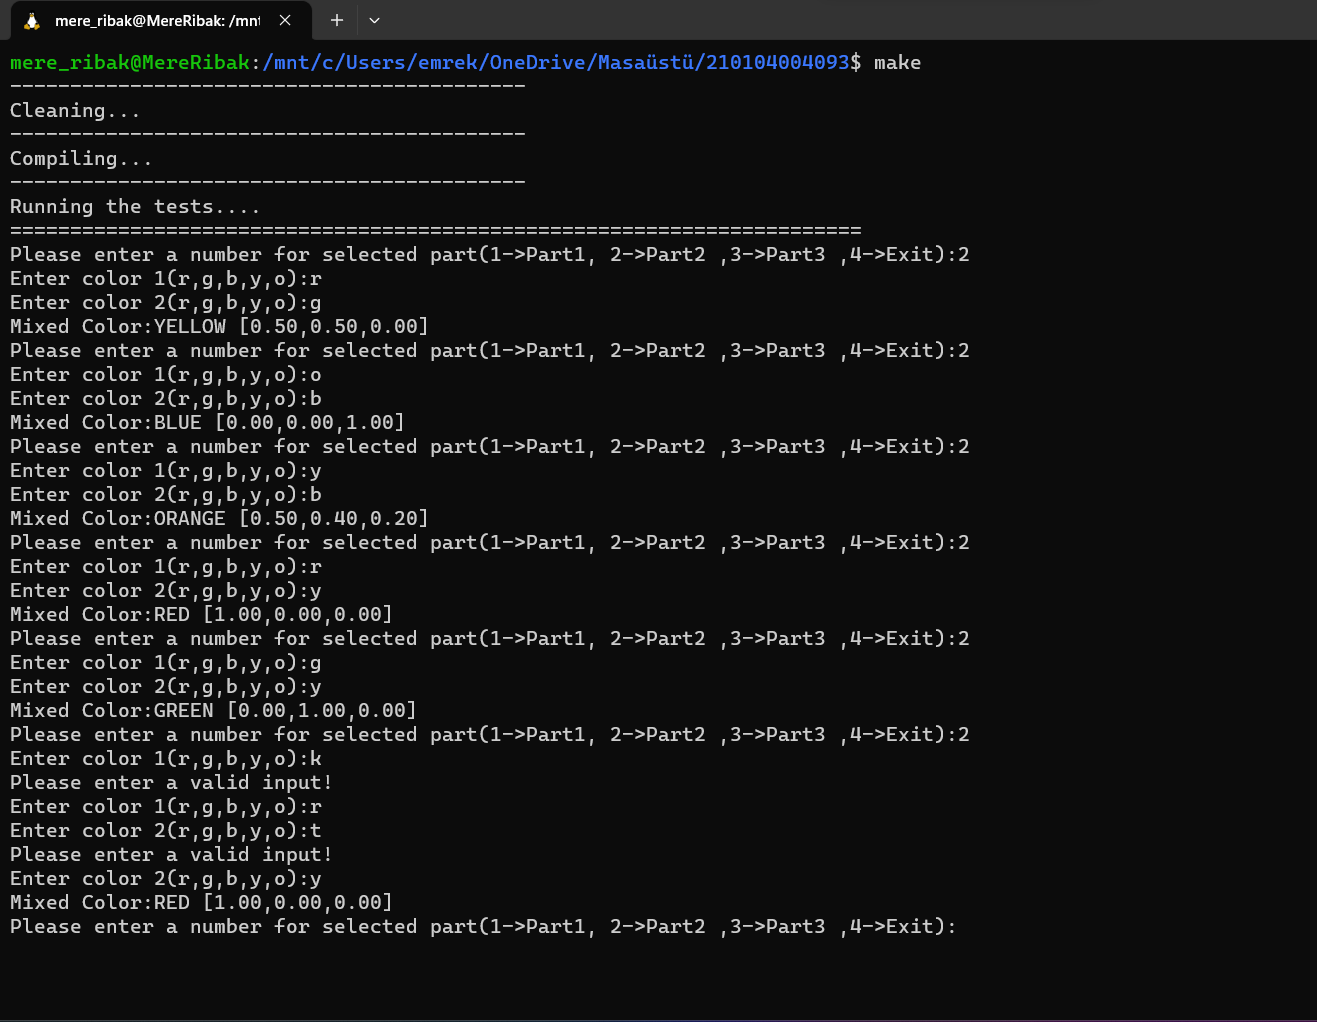 mere_ribak@MereRibak: /mnt
mere_ribak@MereRibak:/mnt/c/Users/emrek/OneDrive/Masaüstü/210104004093$ make
-------------------------------------------
Cleaning...
-------------------------------------------
Compiling...
-------------------------------------------
Running the tests....
=======================================================================
Please enter a number for selected part(1->Part1, 2->Part2 ,3->Part3 ,4->Exit):2
Enter color 1(r,g,b,y,o):r
Enter color 2(r,g,b,y,o):g
Mixed Color:YELLOW [0.50,0.50,0.00]
Please enter a number for selected part(1->Part1, 2->Part2 ,3->Part3 ,4->Exit):2
Enter color 1(r,g,b,y,o):o
Enter color 2(r,g,b,y,o):b
Mixed Color:BLUE [0.00,0.00,1.00]
Please enter a number for selected part(1->Part1, 2->Part2 ,3->Part3 ,4->Exit):2
Enter color 1(r,g,b,y,o):y
Enter color 2(r,g,b,y,o):b
Mixed Color:ORANGE [0.50,0.40,0.20]
Please enter a number for selected part(1->Part1, 2->Part2 ,3->Part3 ,4->Exit):2
Enter color 1(r,g,b,y,o):r
Enter color 2(r,g,b,y,o):y
Mixed Color:RED [1.00,0.00,0.00]
Please enter a number for selected part(1->Part1, 2->Part2 ,3->Part3 ,4->Exit):2
Enter color 1(r,g,b,y,o):g
Enter color 2(r,g,b,y,o):y
Mixed Color:GREEN [0.00,1.00,0.00]
Please enter a number for selected part(1->Part1, 2->Part2 ,3->Part3 ,4->Exit):2
Enter color 1(r,g,b,y,o):k
Please enter a valid input!
Enter color 1(r,g,b,y,o):r
Enter color 2(r,g,b,y,o):t
Please enter a valid input!
Enter color 2(r,g,b,y,o):y
Mixed Color:RED [1.00,0.00,0.00]
Please enter a number for selected part(1->Part1, 2->Part2 ,3->Part3 ,4->Exit):